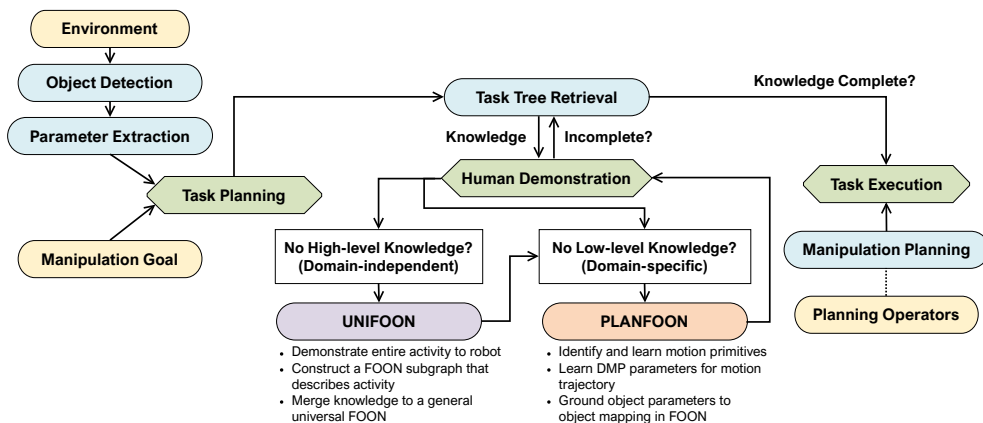 Environment
Object Detection
Parameter Extraction
Task Planning
Manipulation Goal
Task Tree Retrieval
Knowledge Complete?
Knowledge
Incomplete?
Human Demonstration
Task Execution
No High-level Knowledge?
(Domain-independent)
No Low-level Knowledge?
(Domain-specific)
Manipulation Planning
Planning Operators
UNIFOON
• Demonstrate entire activity to robot
• Construct a FOON subgraph that
describes activity
• Merge knowledge to a general
universal FOON
PLANFOON
• Identify and learn motion primitives
• Learn DMP parameters for motion
trajectory
• Ground object parameters to
object mapping in FOON